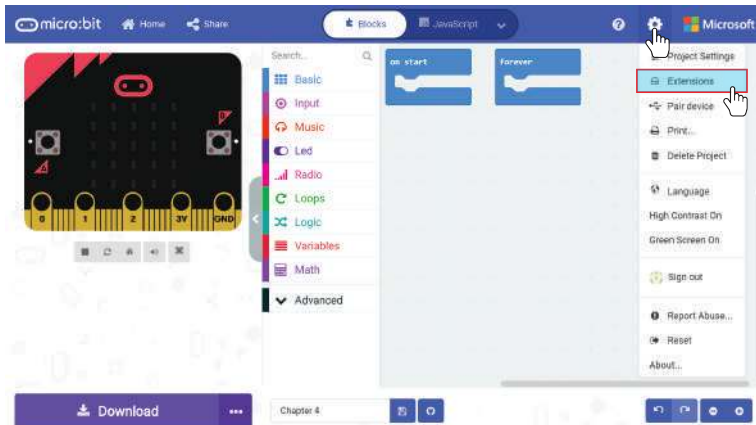 micro:bit Home Share Blocks JavaScript Microsoft
Search...
Basic
Input
Music
Led
Radio
Loops
Logic
Variables
Math
Advanced
on start
forever
Project Settings
Extensions
Pair device
Print...
Delete Project
Language
High Contrast On
Green Screen On
Sign out
Report Abuse...
Reset
About...
0 1 2 3V GND
B
A
Download
Chapter 4